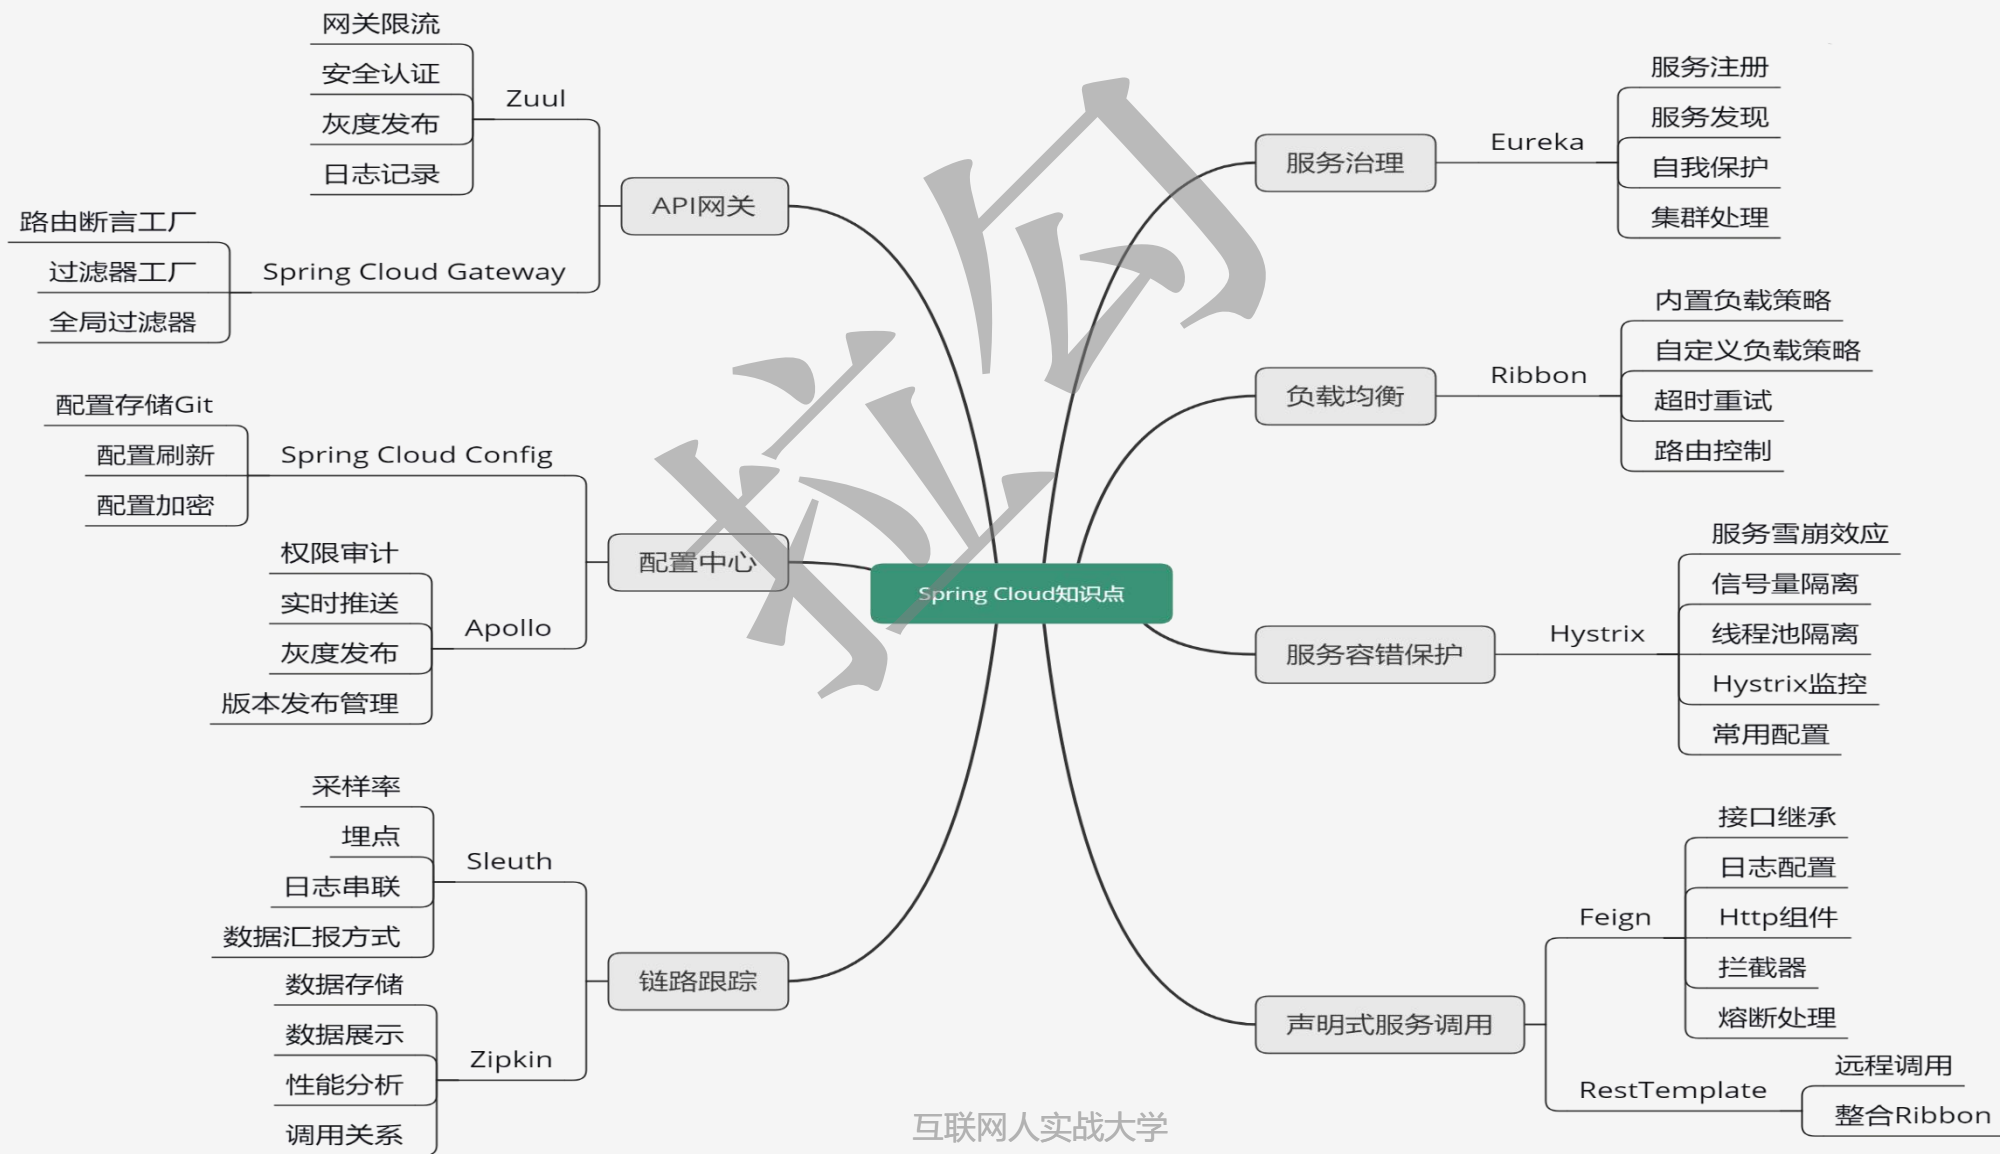 Spring Cloud知识点
API网关
Zuul
网关限流
安全认证
灰度发布
日志记录
Spring Cloud Gateway
路由断言工厂
过滤器工厂
全局过滤器
配置中心
Spring Cloud Config
配置存储Git
配置刷新
配置加密
Apollo
权限审计
实时推送
灰度发布
版本发布管理
链路跟踪
Sleuth
采样率
埋点
日志串联
数据汇报方式
Zipkin
数据存储
数据展示
性能分析
调用关系
服务治理
Eureka
服务注册
服务发现
自我保护
集群处理
负载均衡
Ribbon
内置负载策略
自定义负载策略
超时重试
路由控制
服务容错保护
Hystrix
服务雪崩效应
信号量隔离
线程池隔离
Hystrix监控
常用配置
声明式服务调用
Feign
接口继承
日志配置
Http组件
拦截器
熔断处理
RestTemplate
远程调用
整合Ribbon
拉勾
互联网人实战大学